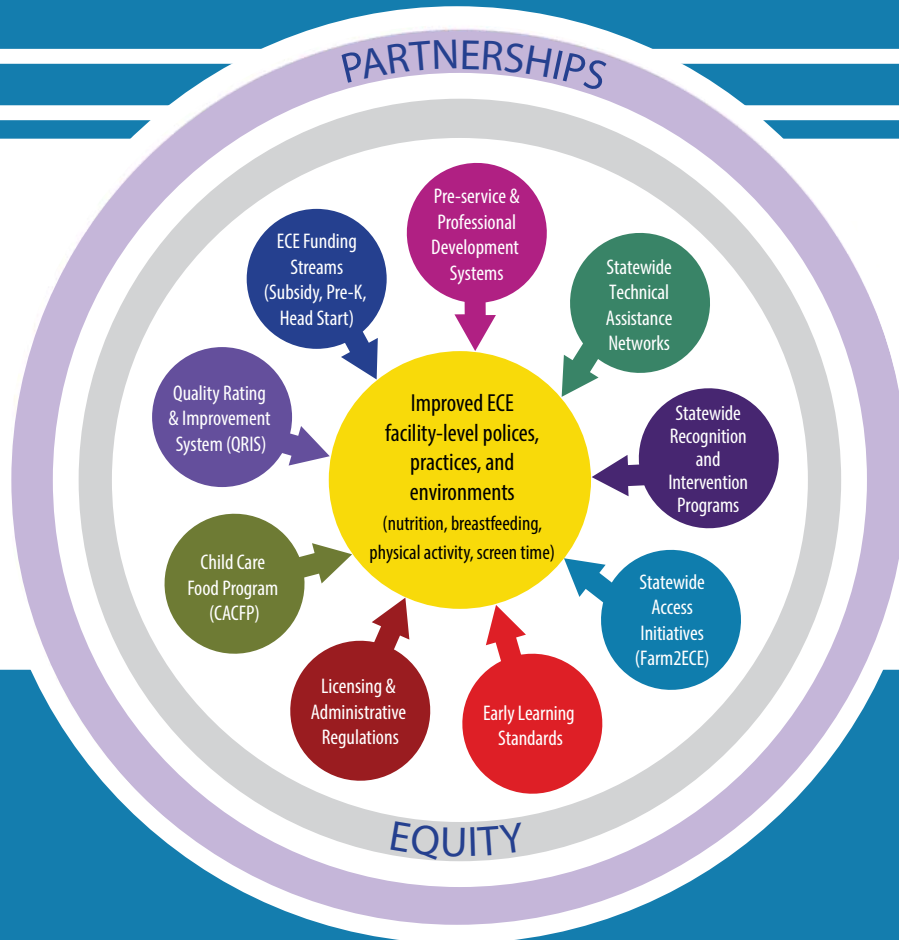 PARTNERSHIPS
Pre-service &
Professional
Development
Systems
ECE Funding
Streams
(Subsidy, Pre-K,
Head Start)
Statewide
Technical
Assistance
Networks
Quality Rating
& Improvement
System (QRIS)
Improved ECE
facility-level polices,
practices, and
environments
(nutrition, breastfeeding,
physical activity, screen time)
Statewide
Recognition
and
Intervention
Programs
Child Care
Food Program
(CACFP)
Statewide
Access
Initiatives
(Farm2ECE)
Licensing &
Administrative
Regulations
Early Learning
Standards
EQUITY